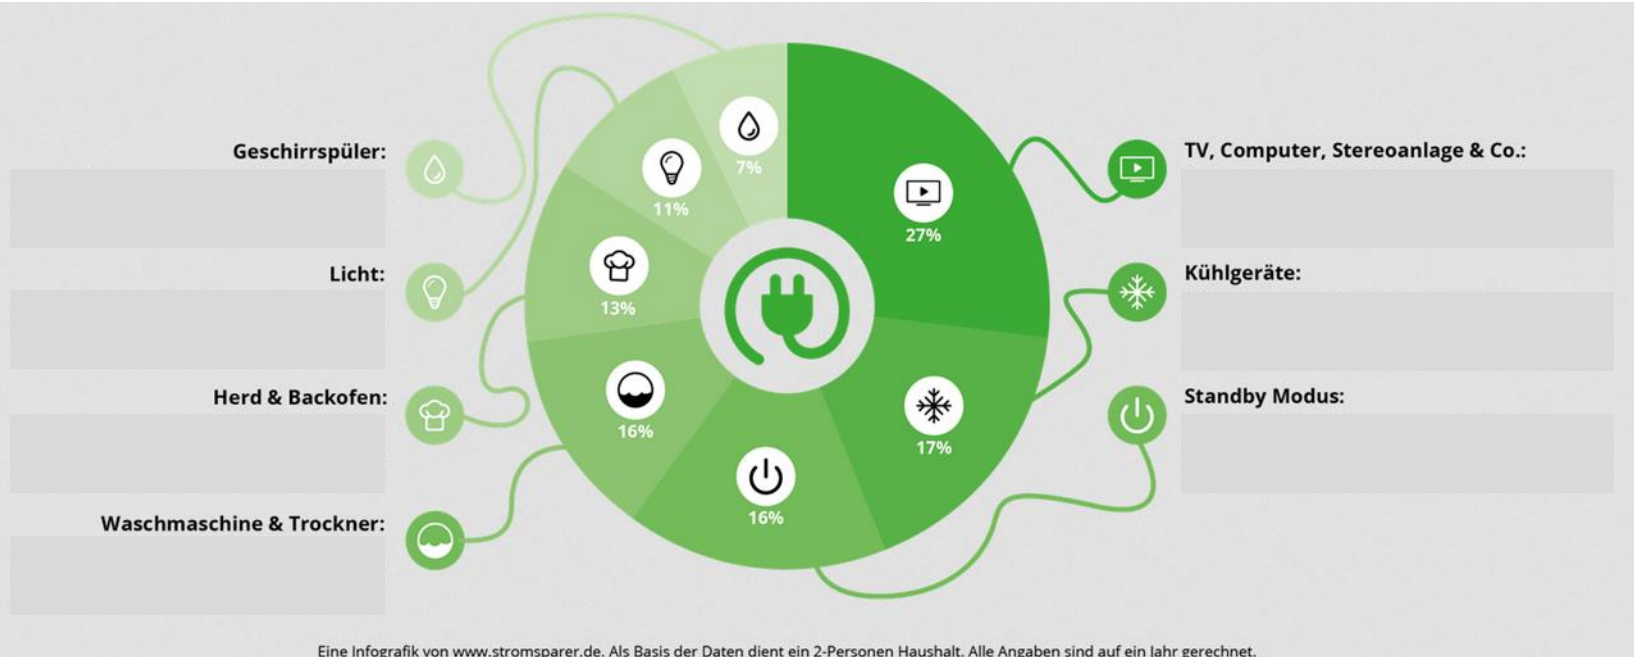 Geschirrspüler:
Licht:
Herd & Backofen:
Waschmaschine & Trockner:
7%
11%
13%
16%
16%
17%
27%
TV, Computer, Stereoanlage & Co.:
Kühlgeräte:
Standby Modus:
Eine Infografik von www.stromsparer.de. Als Basis der Daten dient ein 2-Personen Haushalt. Alle Angaben sind auf ein Jahr gerechnet.